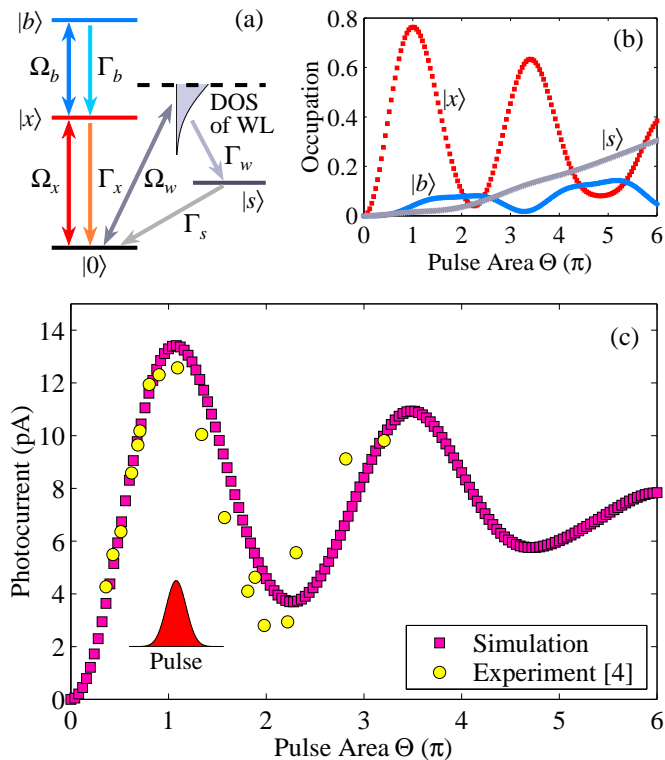 (a)
|b⟩
Ω_b
Γ_b
|x⟩
DOS
of WL
Ω_x
Γ_x
Ω_w
Γ_w
|s⟩
Γ_s
|0⟩
(b)
0.8
0.6
0.4
0.2
0
Occupation
|x⟩
|b⟩
|s⟩
0 1 2 3 4 5 6
Pulse Area Θ (π)
(c)
14
12
10
8
6
4
2
0
Photocurrent (pA)
Pulse
Simulation
Experiment [4]
0 1 2 3 4 5 6
Pulse Area Θ (π)